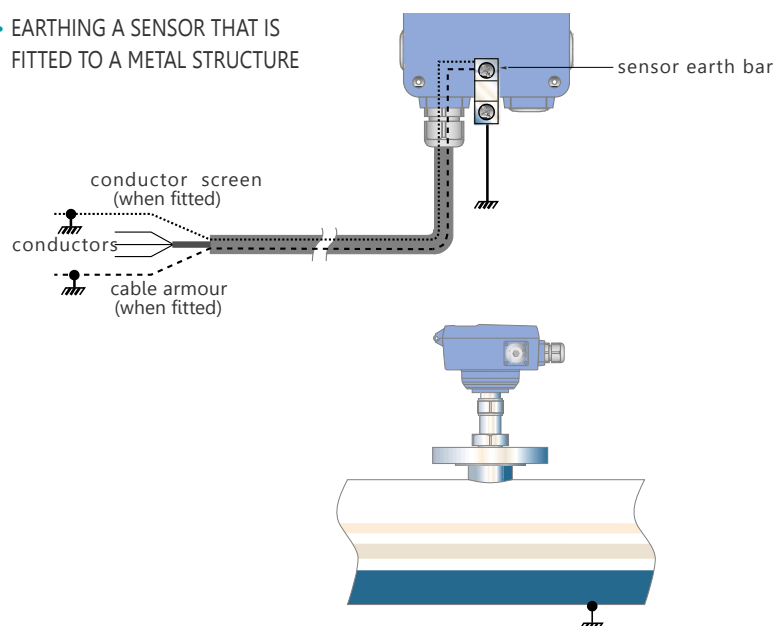 • EARTHING A SENSOR THAT IS
FITTED TO A METAL STRUCTURE
sensor earth bar
conductor screen
(when fitted)
conductors
cable armour
(when fitted)